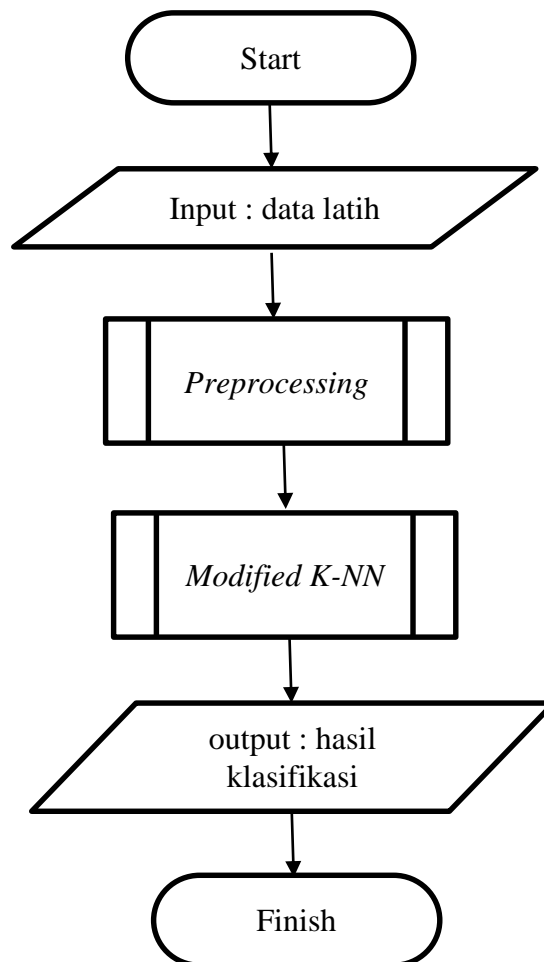 Start
Input : data latih
Preprocessing
Modified K-NN
output : hasil
klasifikasi
Finish